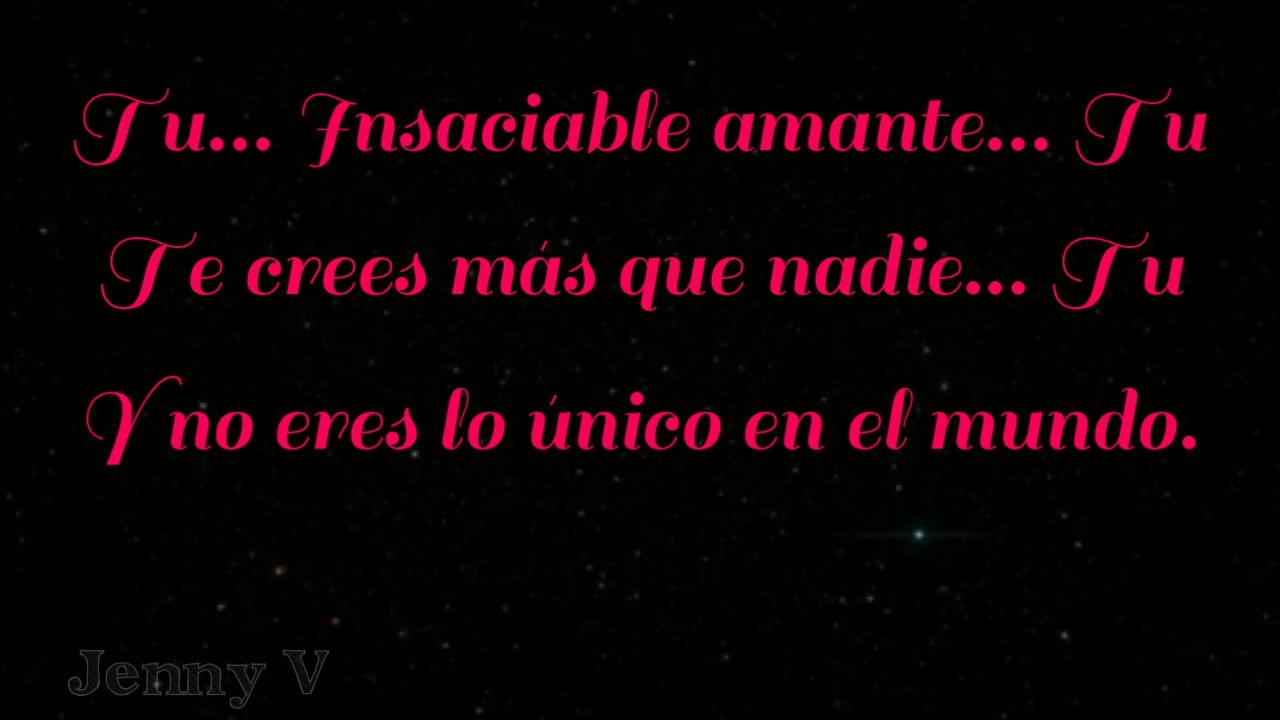 Tu... Insaciable amante... Tu
Te crees más que nadie... Tu
Y no eres lo único en el mundo.
Jenny V